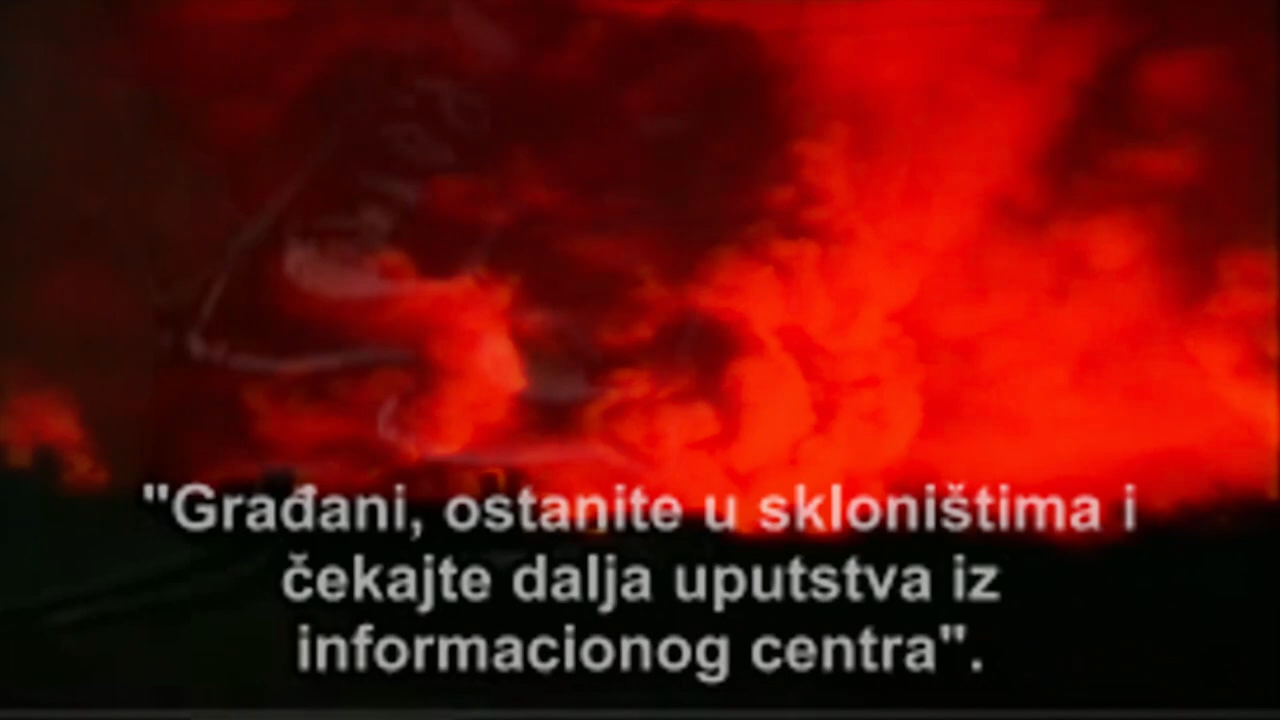 "Građani, ostanite u skloništima i
čekajte dalja uputstva iz
informacionog centra".